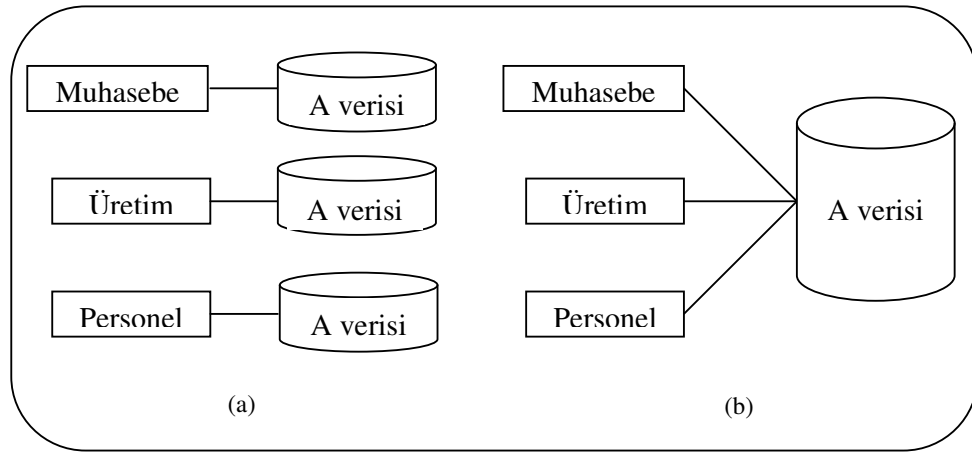 Muhasebe
A verisi
Üretim
A verisi
Personel
A verisi
(a)
Muhasebe
Üretim
Personel
A verisi
(b)